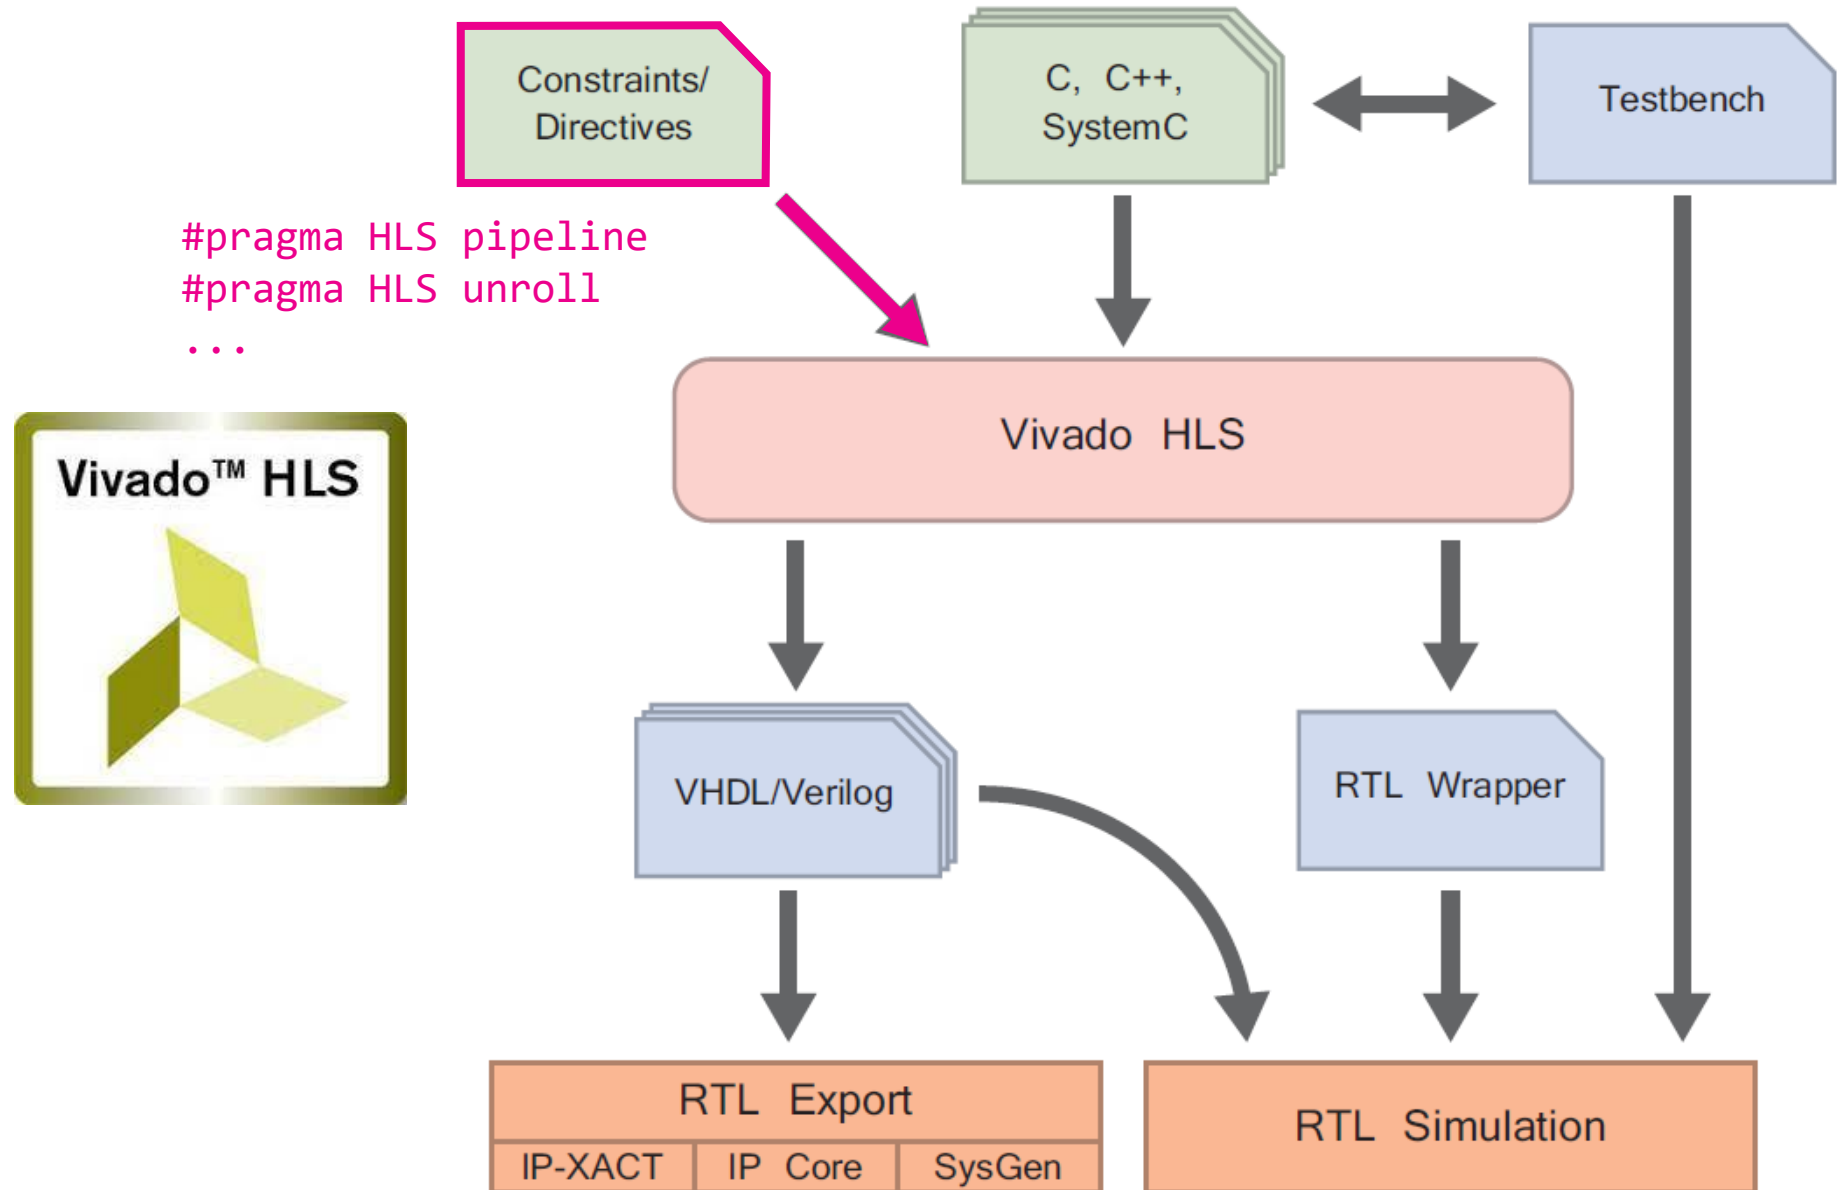 Constraints/
Directives
C, C++,
SystemC
Testbench
#pragma HLS pipeline
#pragma HLS unroll
...
Vivado™ HLS
Vivado HLS
VHDL/Verilog
RTL Wrapper
RTL Export
IP-XACT
IP Core
SysGen
RTL Simulation